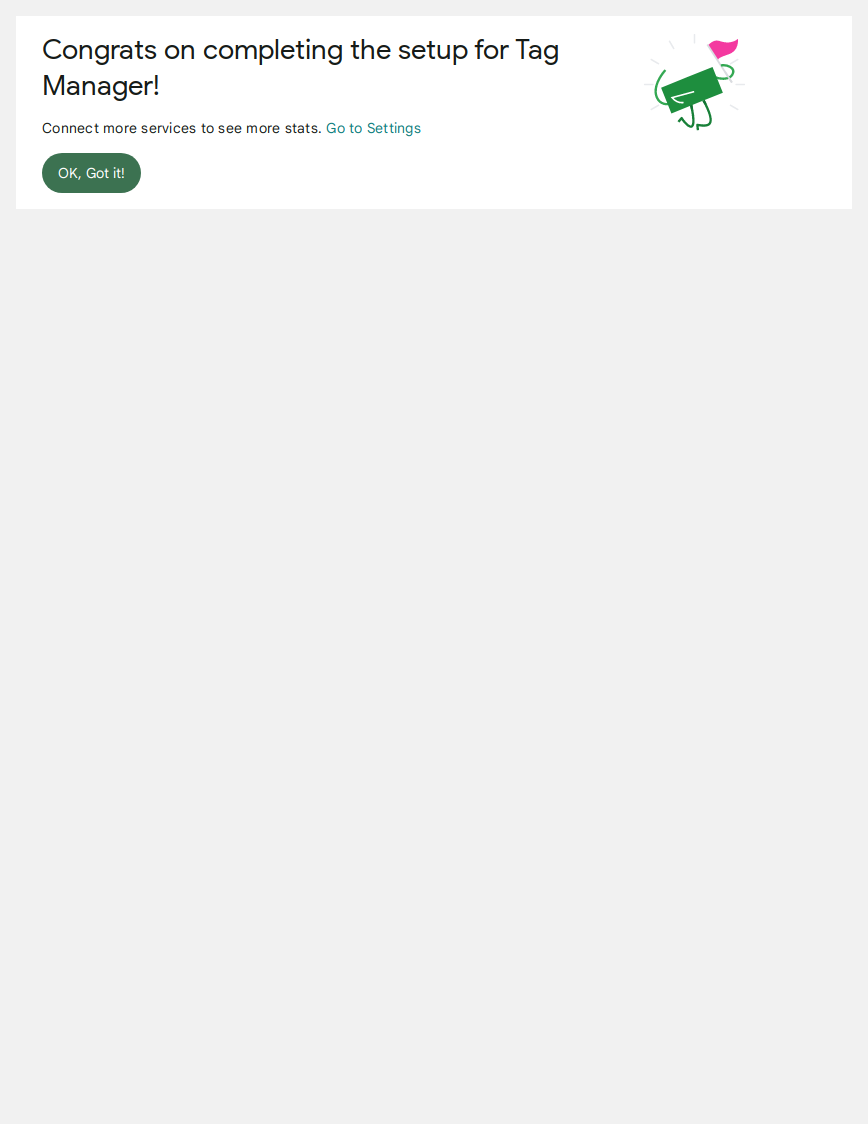 Congrats on completing the setup for Tag
Manager!
Connect more services to see more stats. Go to Settings
OK, Got it!